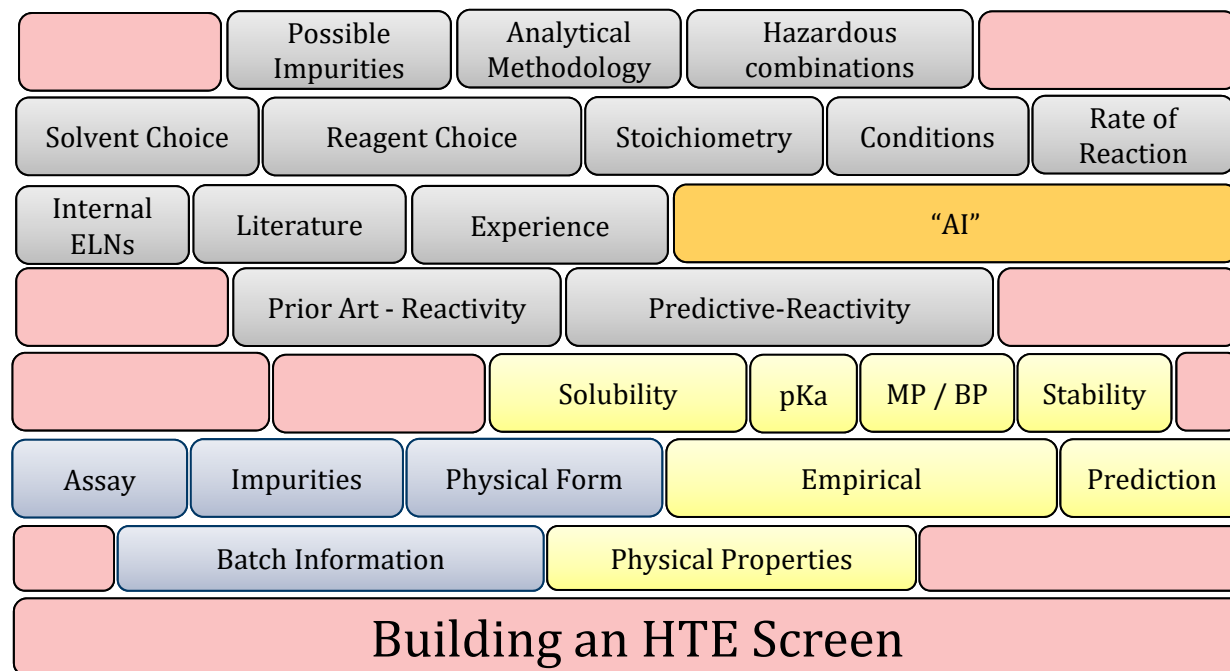 Possible
Impurities
Analytical
Methodology
Hazardous
combinations
Solvent Choice
Reagent Choice
Stoichiometry
Conditions
Rate of
Reaction
Internal
ELNs
Literature
Experience
“AI”
Prior Art - Reactivity
Predictive-Reactivity
Solubility
pKa
MP / BP
Stability
Assay
Impurities
Physical Form
Empirical
Prediction
Batch Information
Physical Properties
Building an HTE Screen